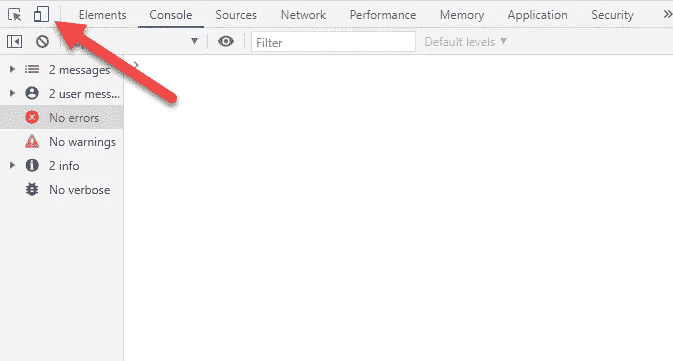 Elements Console Sources Network Performance Memory Application Security »
Filter Default levels ▼
2 messages
2 user mess...
No errors
No warnings
2 info
No verbose